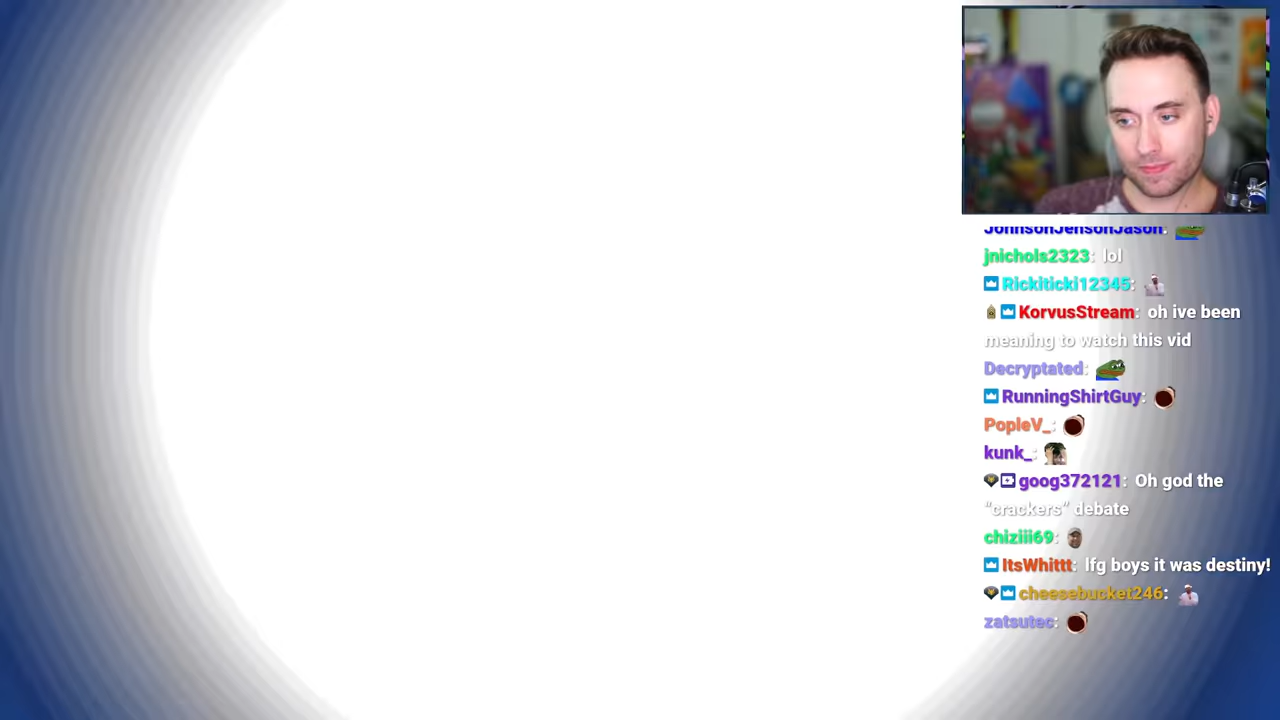 JohnsonJensonJason:
jnichols2323: lol
Rickiticki12345:
KorvusStream: oh ive been
meaning to watch this vid
Decryptated:
RunningShirtGuy:
PopleV_:
kunk_:
goog372121: Oh god the
"crackers" debate
chiziii69:
ItsWhittt: lfg boys it was destiny!
cheesebucket246:
zatsutec: